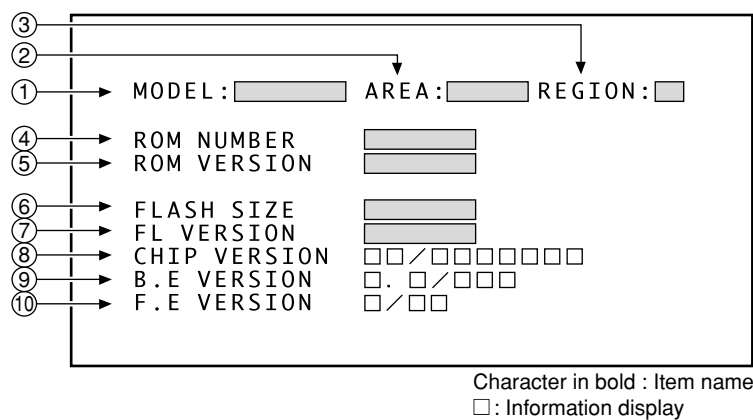 ③
②
① MODEL: AREA: REGION:
④ ROM NUMBER
⑤ ROM VERSION
⑥ FLASH SIZE
⑦ FL VERSION
⑧ CHIP VERSION □□/□□□□□□□
⑨ B.E VERSION □. □/□□□
⑩ F.E VERSION □/□□
Character in bold : Item name
□ : Information display